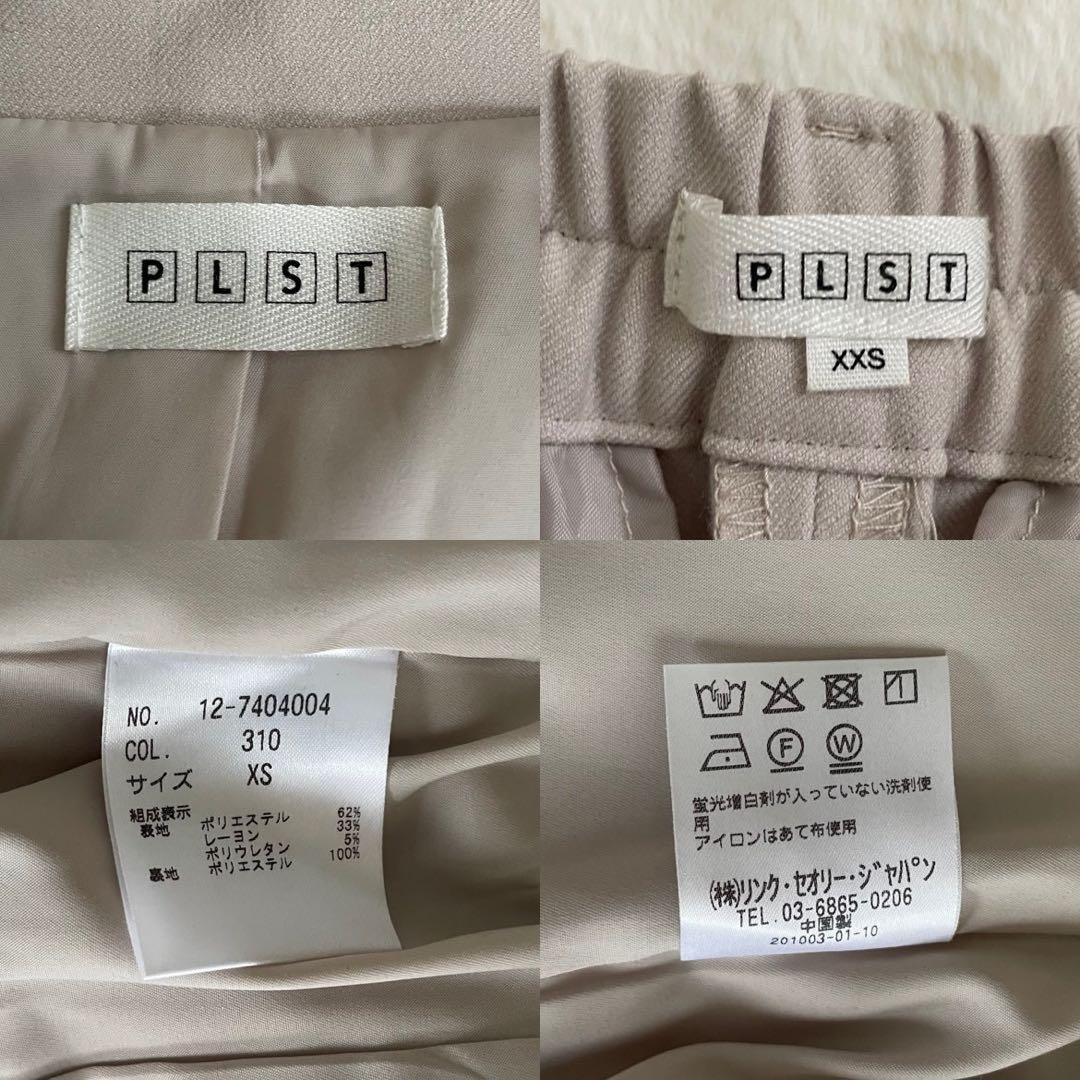 PLST
PLST
XXS
NO. 12-7404004
COL. 310
サイズ XS
組成表示
表地 ポリエステル 62%
レーヨン 33%
ポリウレタン 5%
裏地 ポリエステル 100%
F W
蛍光増白剤が入っていない洗剤使
用
アイロンはあて布使用
(株)リンク・セオリー・ジャパン
TEL.03-6865-0206
中国製
201003-01-10